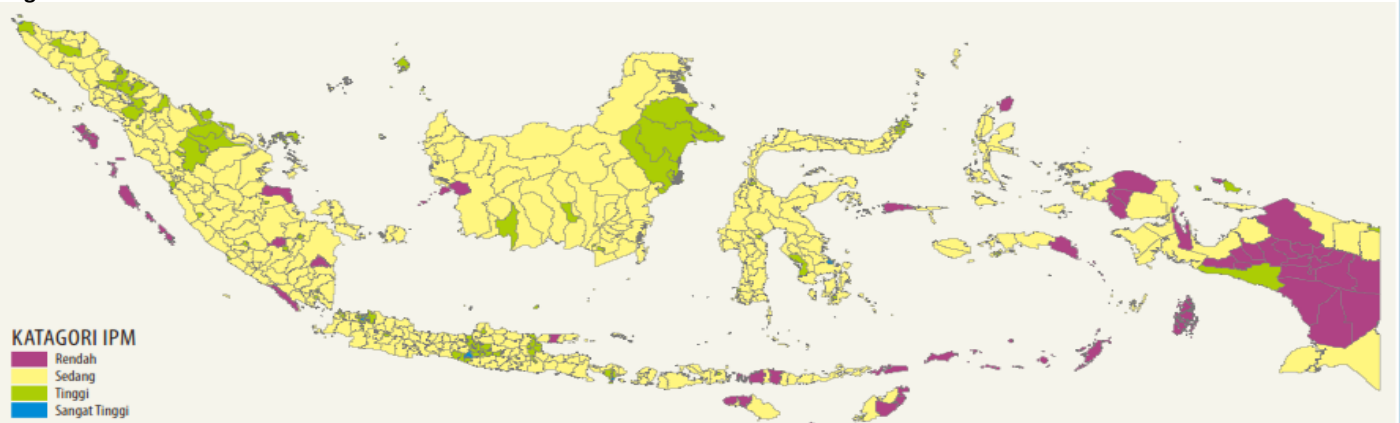 KATAGORI IPM
Rendah
Sedang
Tinggi
Sangat Tinggi